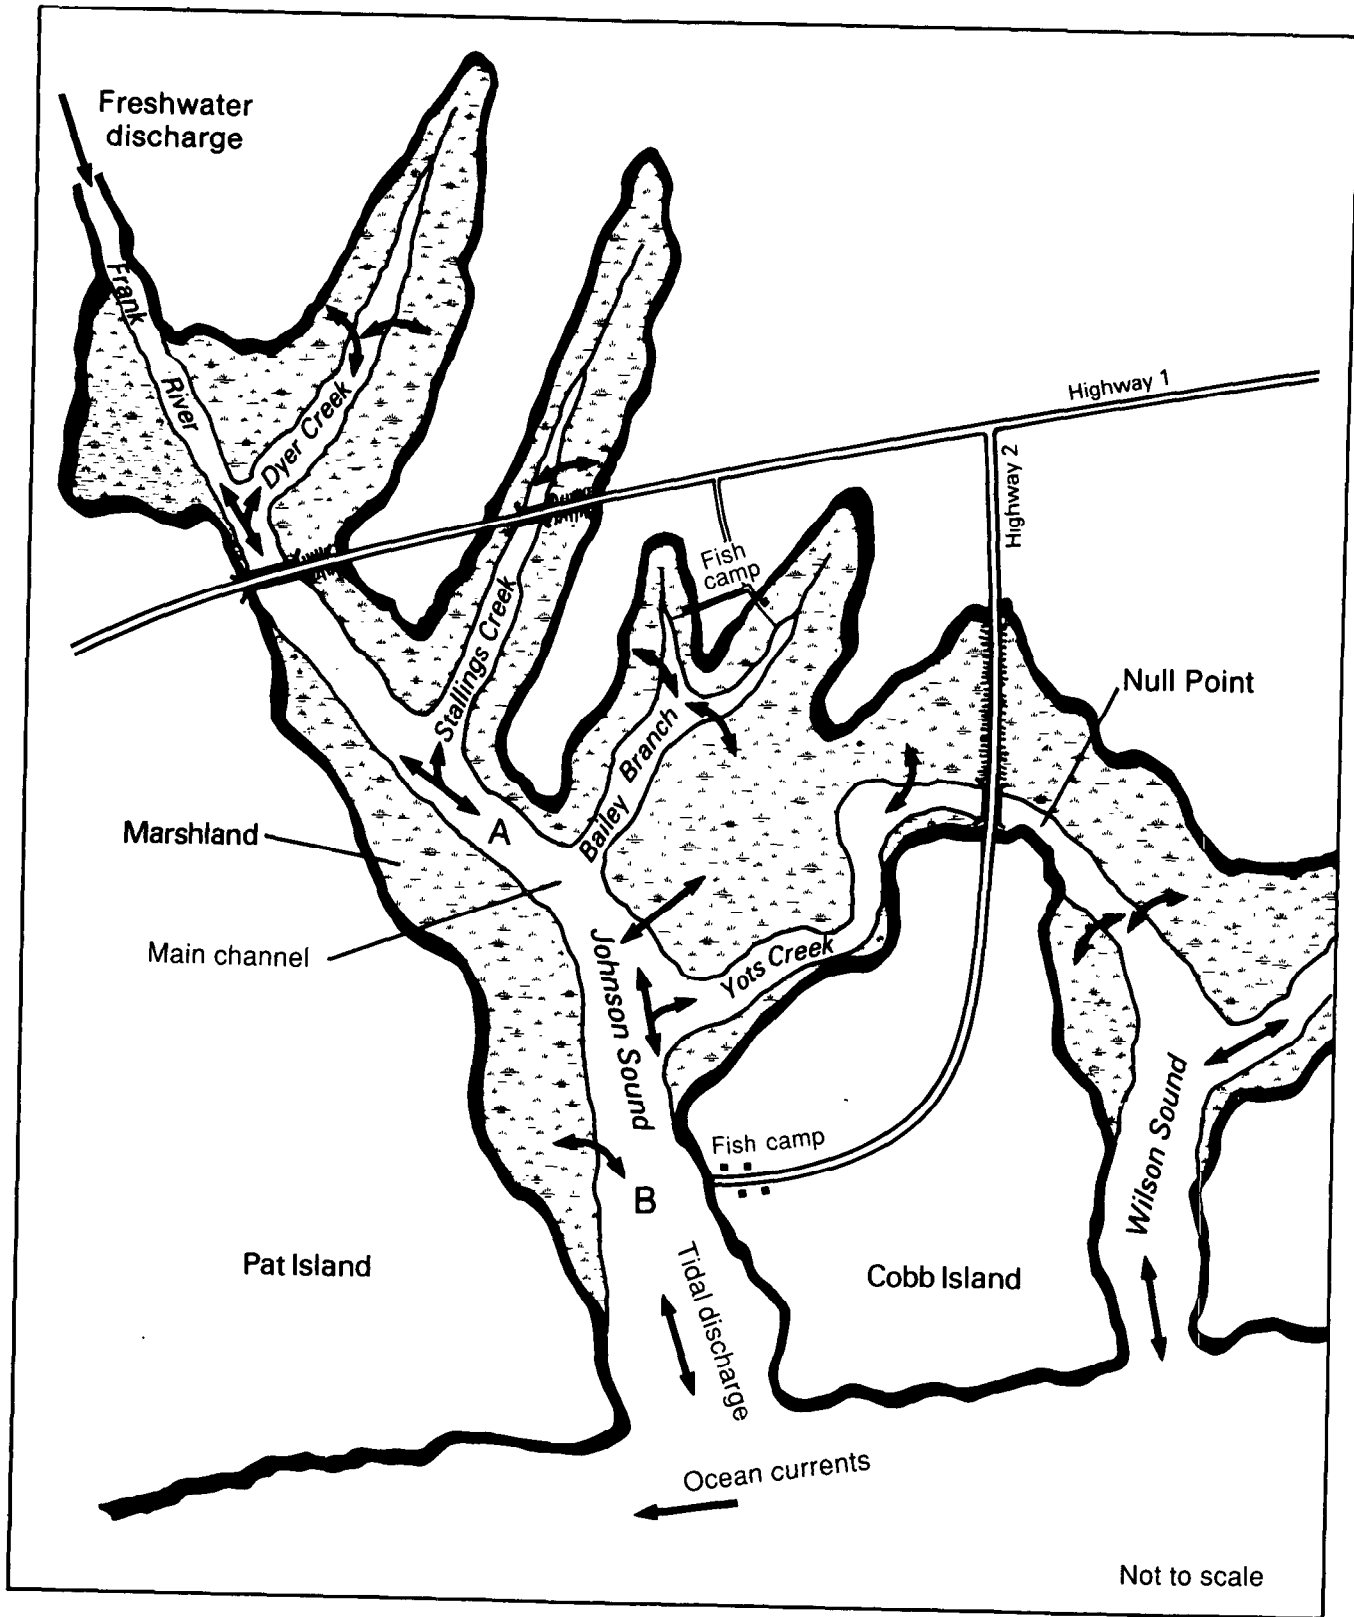 Freshwater
discharge
Frank
River
Dyer Creek
Highway 1
Highway 2
Fish
camp
Stallings Creek
Null Point
Bailey Branch
A
Marshland
Main channel
Johnson Sound
Yots Creek
Fish camp
B
Wilson Sound
Pat Island
Tidal discharge
Cobb Island
Ocean currents
Not to scale